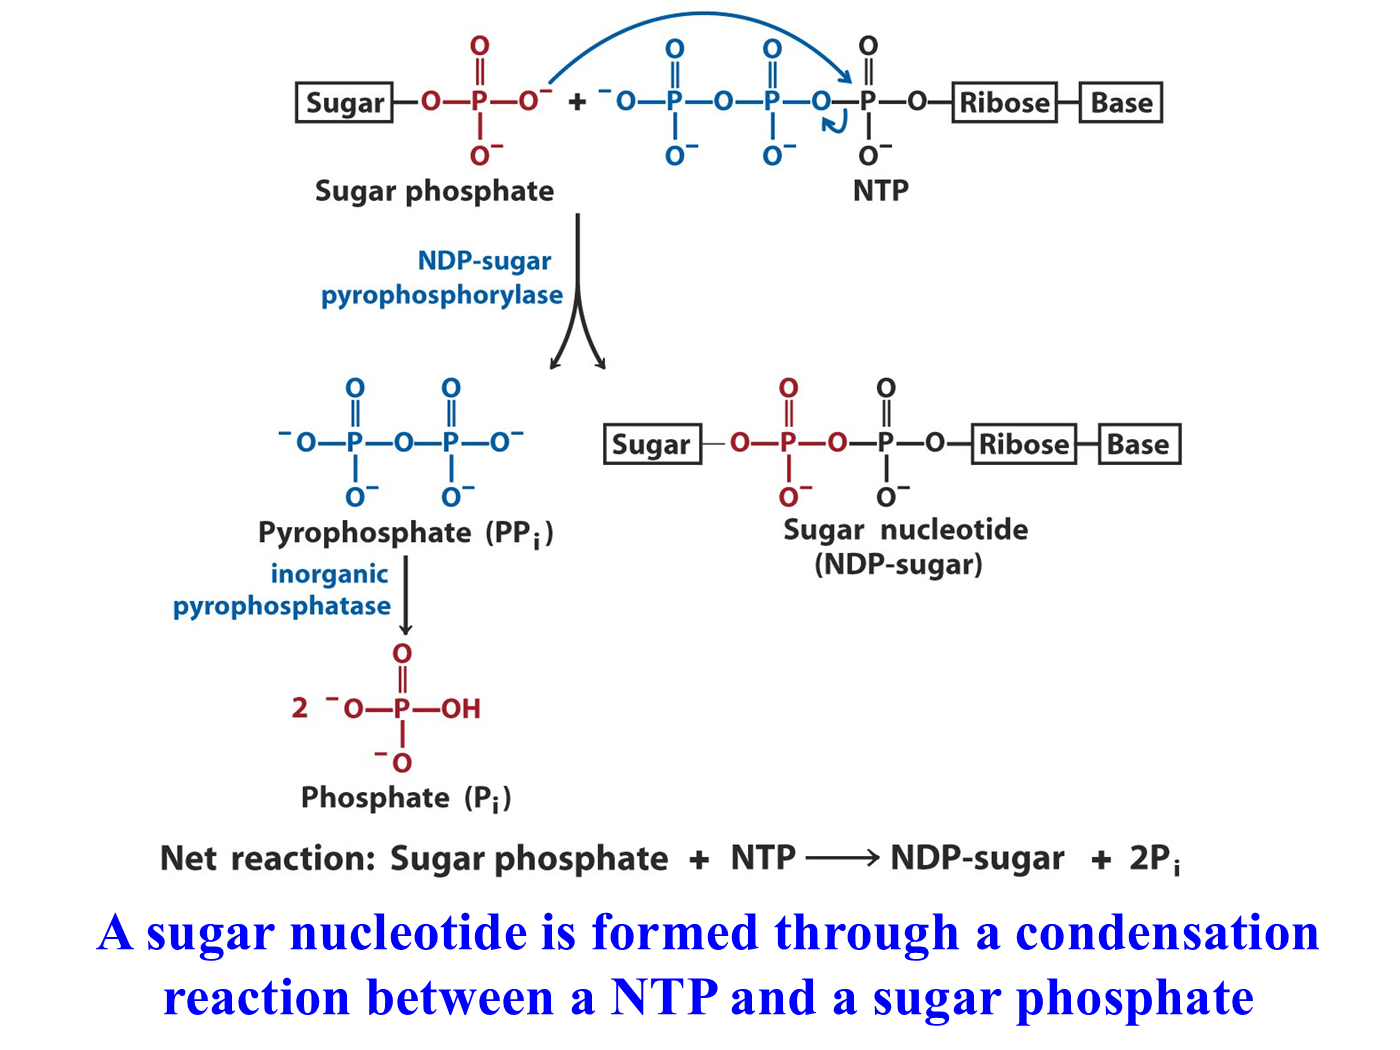 O O O O
Sugar—O—P—O⁻ + ⁻O—P—O—P—O—P—O—Ribose—Base
O⁻ O⁻ O⁻ O⁻
Sugar phosphate NTP
NDP-sugar
pyrophosphorylase
O O O O
⁻O—P—O—P—O⁻ Sugar—O—P—O—P—O—Ribose—Base
O⁻ O⁻ O⁻ O⁻
Pyrophosphate (PPi) Sugar nucleotide
(NDP-sugar)
inorganic
pyrophosphatase
O
2 ⁻O—P—OH
⁻O
Phosphate (Pi)
Net reaction: Sugar phosphate + NTP ⟶ NDP-sugar + 2Pi
A sugar nucleotide is formed through a condensation
reaction between a NTP and a sugar phosphate